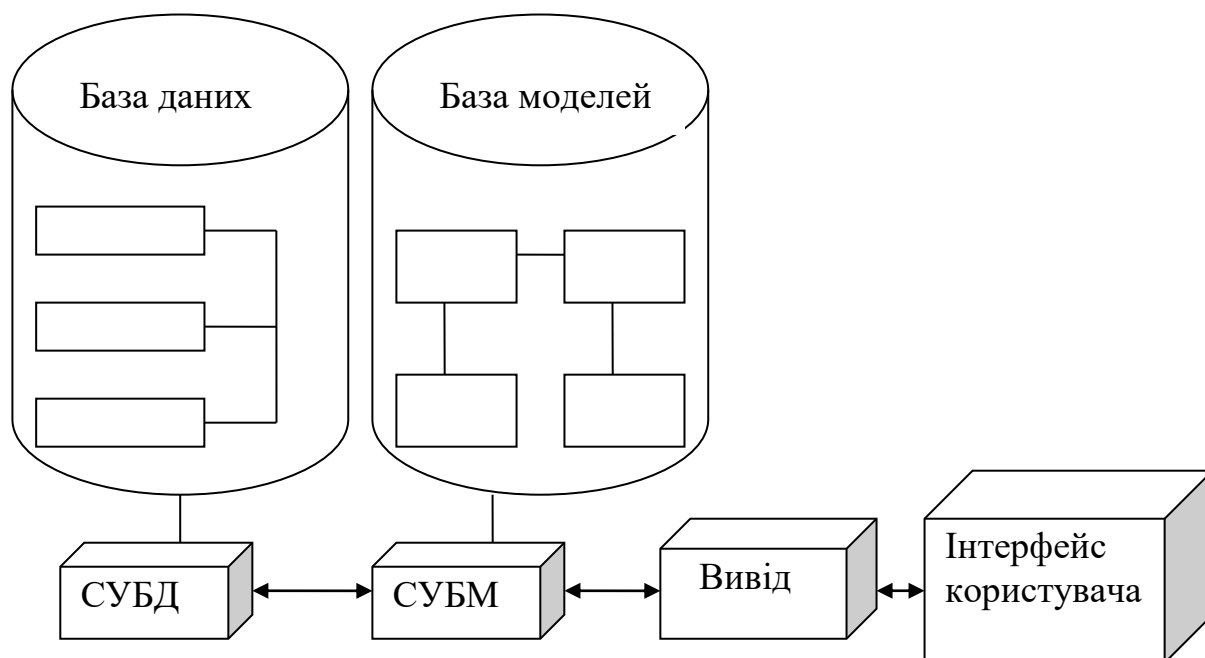 База даних
База моделей
СУБД
СУБМ
Вивід
Інтерфейс
користувача